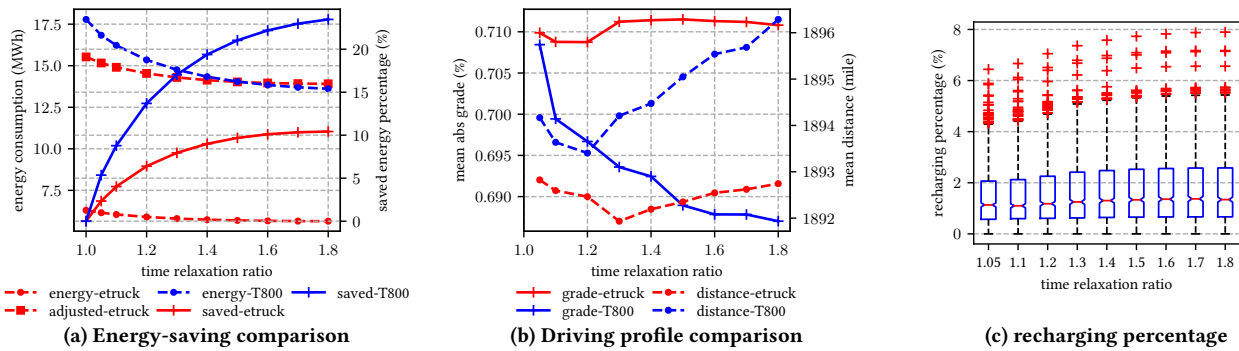 17.5
15.0
12.5
10.0
7.5
energy consumption (MWh)
20
15
10
5
0
saved energy percentage (%)
1.0 1.2 1.4 1.6 1.8
time relaxation ratio
energy-etruck energy-T800 saved-T800
adjusted-etruck saved-etruck
(a) Energy-saving comparison
0.710
0.705
0.700
0.695
0.690
mean abs grade (%)
1896
1895
1894
1893
1892
mean distance (mile)
1.0 1.2 1.4 1.6 1.8
time relaxation ratio
grade-etruck distance-etruck
grade-T800 distance-T800
(b) Driving profile comparison
8
6
4
2
0
recharging percentage (%)
1.05 1.1 1.2 1.3 1.4 1.5 1.6 1.7 1.8
time relaxation ratio
(c) recharging percentage